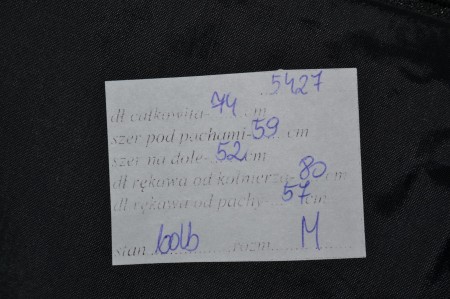 5427
dł całkowita- 74 cm
szer pod pachami- 59 cm
szer na dole- 52 cm
dł rękawa od kołnierza- 80 cm
dł rękawa od pachy- 57 cm
stan bdb rozm M